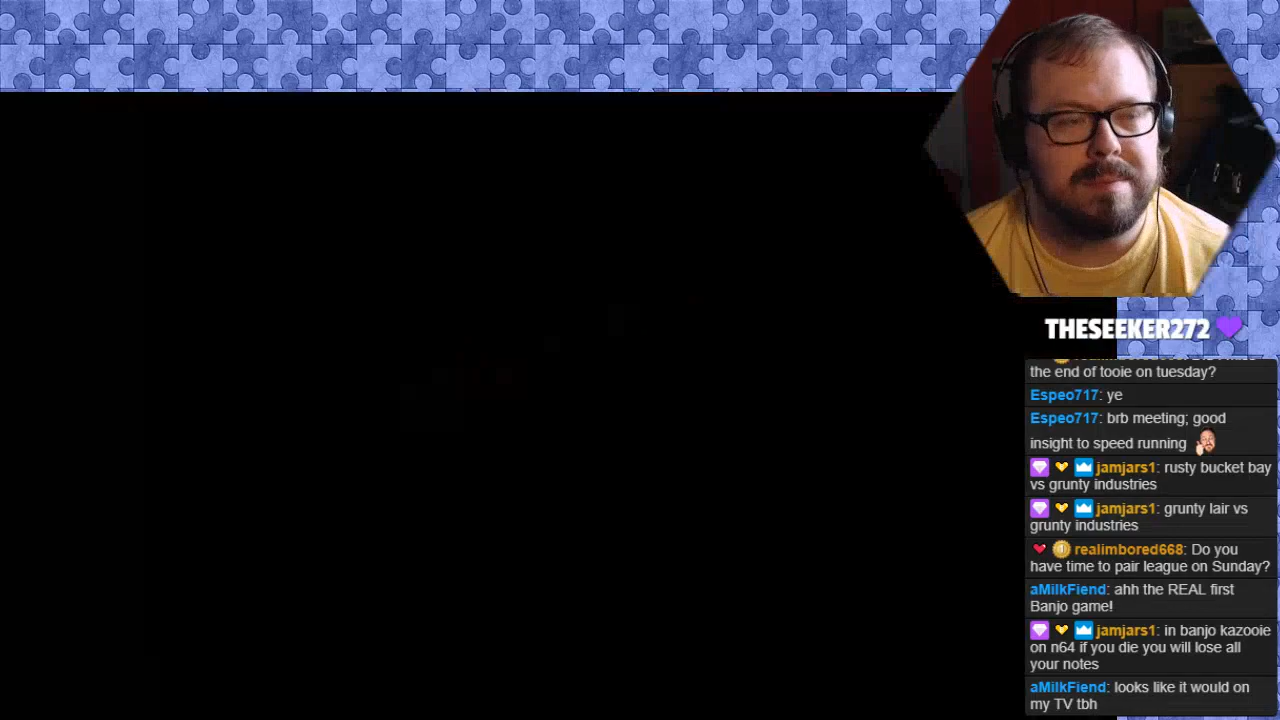 THESEEKER272
the end of tooie on tuesday?
Espeo717: ye
Espeo717: brb meeting; good
insight to speed running
jamjars1: rusty bucket bay
vs grunty industries
jamjars1: grunty lair vs
grunty industries
realimbored668: Do you
have time to pair league on Sunday?
aMilkFiend: ahh the REAL first
Banjo game!
jamjars1: in banjo kazooie
on n64 if you die you will lose all
your notes
aMilkFiend: looks like it would on
my TV tbh